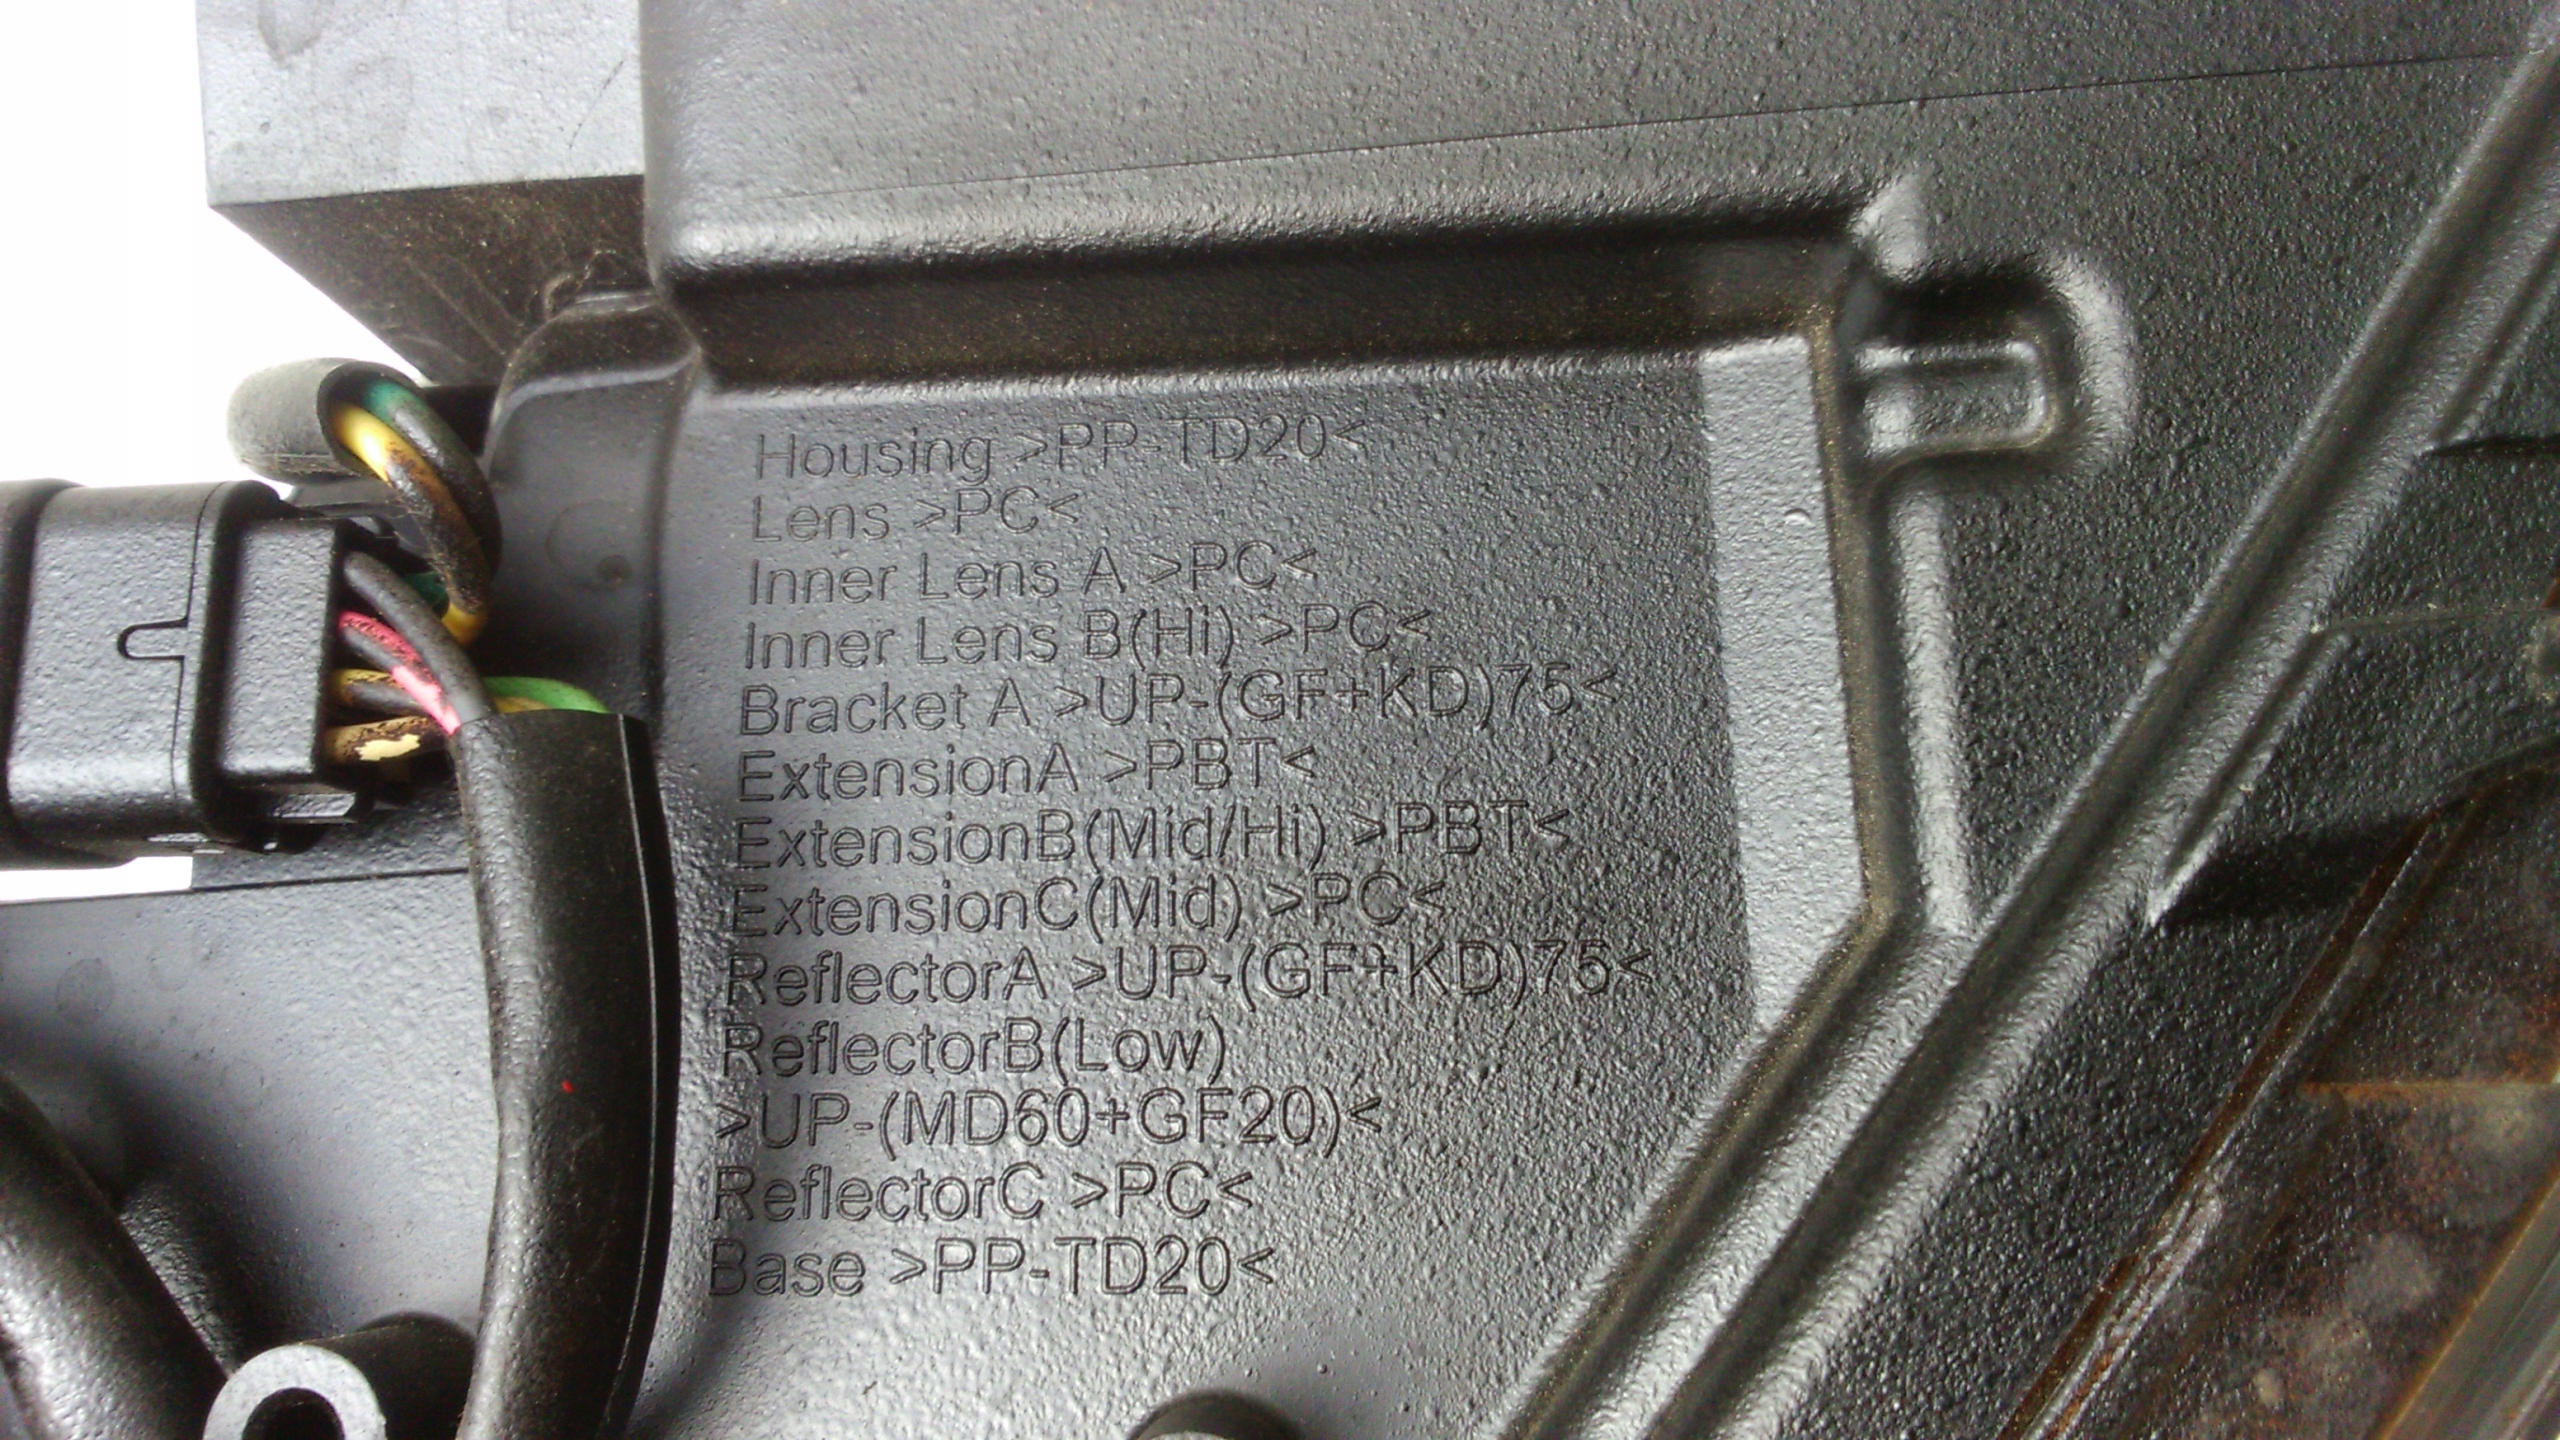 Housing >PP-TD20<
Lens >PC<
Inner Lens A >PC<
Inner Lens B(Hi) >PC<
Bracket A >UP-(GF+KD)75<
ExtensionA >PBT<
ExtensionB(Mid/Hi) >PBT<
ExtensionC(Mid) >PC<
ReflectorA >UP-(GF+KD)75<
ReflectorB(Low)
>UP-(MD60+GF20)<
ReflectorC >PC<
Base >PP-TD20<